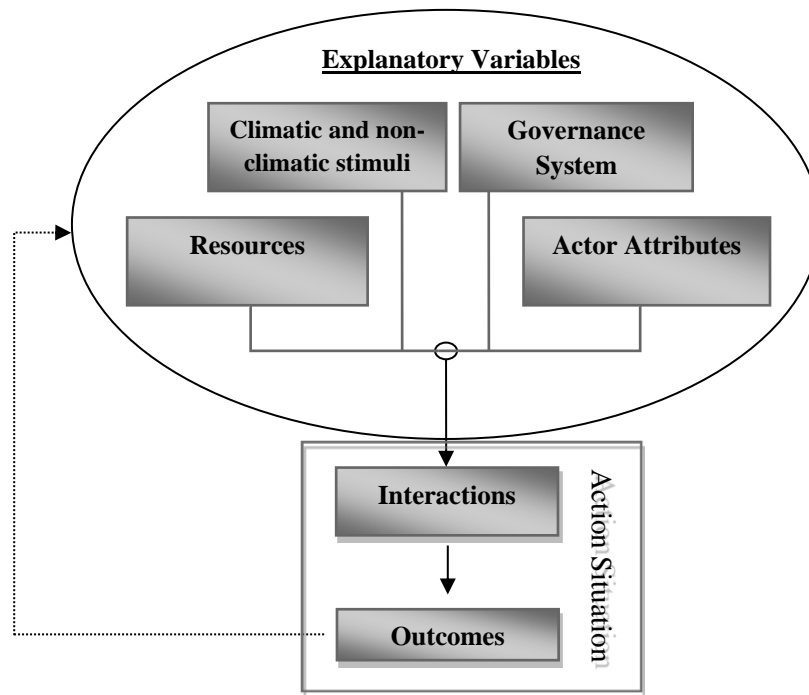 Explanatory Variables
Climatic and non-
climatic stimuli
Governance
System
Resources
Actor Attributes
Interactions
Action Situation
Outcomes